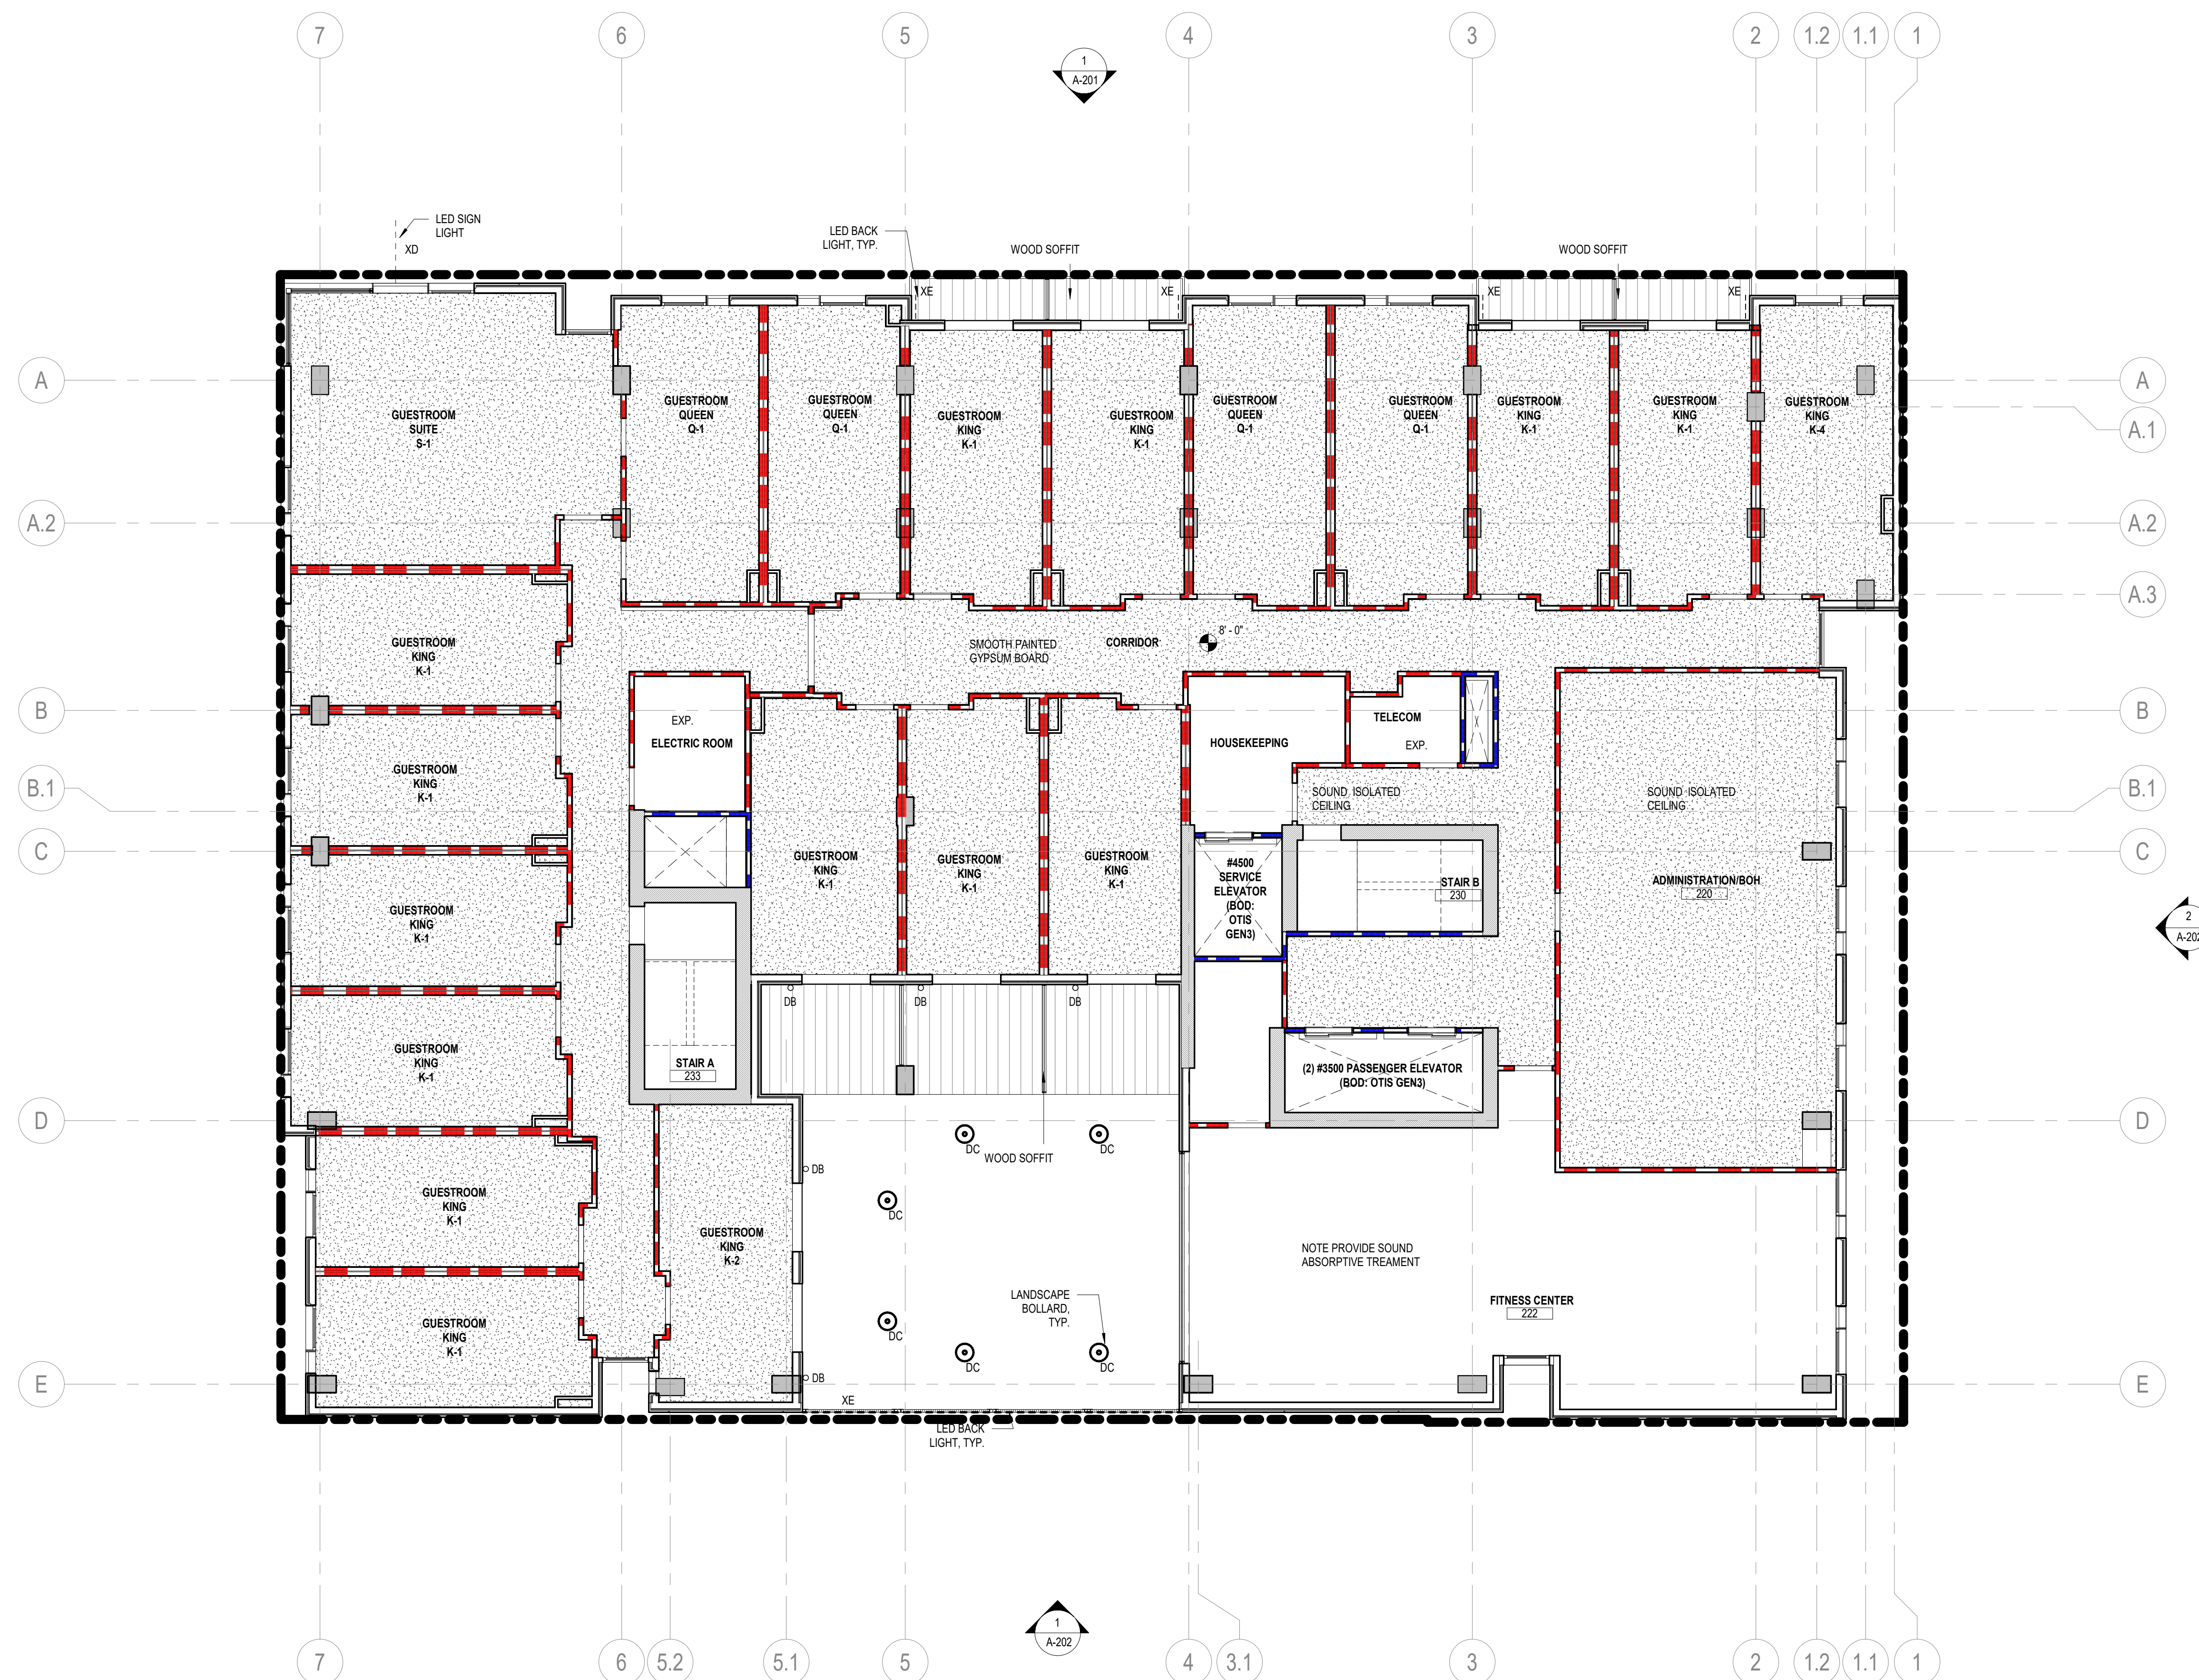 7
6
5
4
3
2
1.2
1.1
1
1
A-201
LED SIGN
LIGHT
XD
LED BACK
LIGHT, TYP.
WOOD SOFFIT
WOOD SOFFIT
XE
XE
XE
XE
A
A
GUESTROOM
SUITE
S-1
GUESTROOM
QUEEN
Q-1
GUESTROOM
QUEEN
Q-1
GUESTROOM
KING
K-1
GUESTROOM
KING
K-1
GUESTROOM
QUEEN
Q-1
GUESTROOM
QUEEN
Q-1
GUESTROOM
KING
K-1
GUESTROOM
KING
K-1
GUESTROOM
KING
K-4
A.1
A.2
A.2
A.3
GUESTROOM
KING
K-1
SMOOTH PAINTED
GYPSUM BOARD
CORRIDOR
8' - 0"
B
B
EXP.
ELECTRIC ROOM
HOUSEKEEPING
TELECOM
EXP.
GUESTROOM
KING
K-1
B.1
B.1
SOUND ISOLATED
CEILING
SOUND ISOLATED
CEILING
C
C
GUESTROOM
KING
K-1
GUESTROOM
KING
K-1
GUESTROOM
KING
K-1
GUESTROOM
KING
K-1
#4500
SERVICE
ELEVATOR
(BOD:
OTIS
GEN3)
STAIR B
230
ADMINISTRATION/BOH
220
2
A-202
DB
DB
DB
GUESTROOM
KING
K-1
STAIR A
233
(2) #3500 PASSENGER ELEVATOR
(BOD: OTIS GEN3)
D
D
DC
DC
WOOD SOFFIT
DB
GUESTROOM
KING
K-1
DC
GUESTROOM
KING
K-2
NOTE PROVIDE SOUND
ABSORPTIVE TREAMENT
LANDSCAPE
BOLLARD,
TYP.
FITNESS CENTER
222
GUESTROOM
KING
K-1
DC
DC
DC
E
E
DB
XE
LED BACK
LIGHT, TYP.
1
A-202
7
6
5.2
5.1
5
4
3.1
3
2
1.2
1.1
1